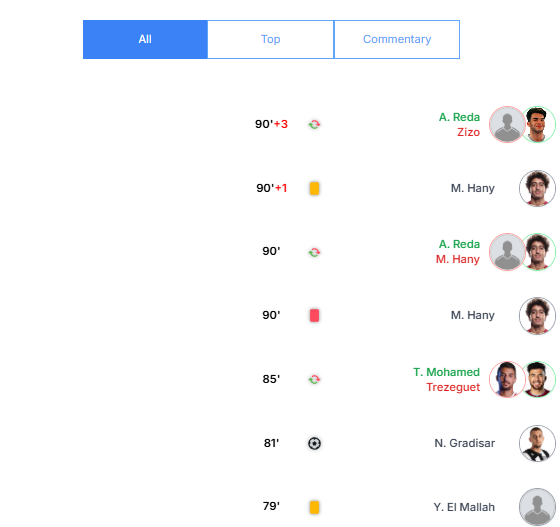 All Top Commentary
90'+3 A. Reda
Zizo
90'+1 M. Hany
90' A. Reda
M. Hany
90' M. Hany
85' T. Mohamed
Trezeguet
81' N. Gradisar
79' Y. El Mallah